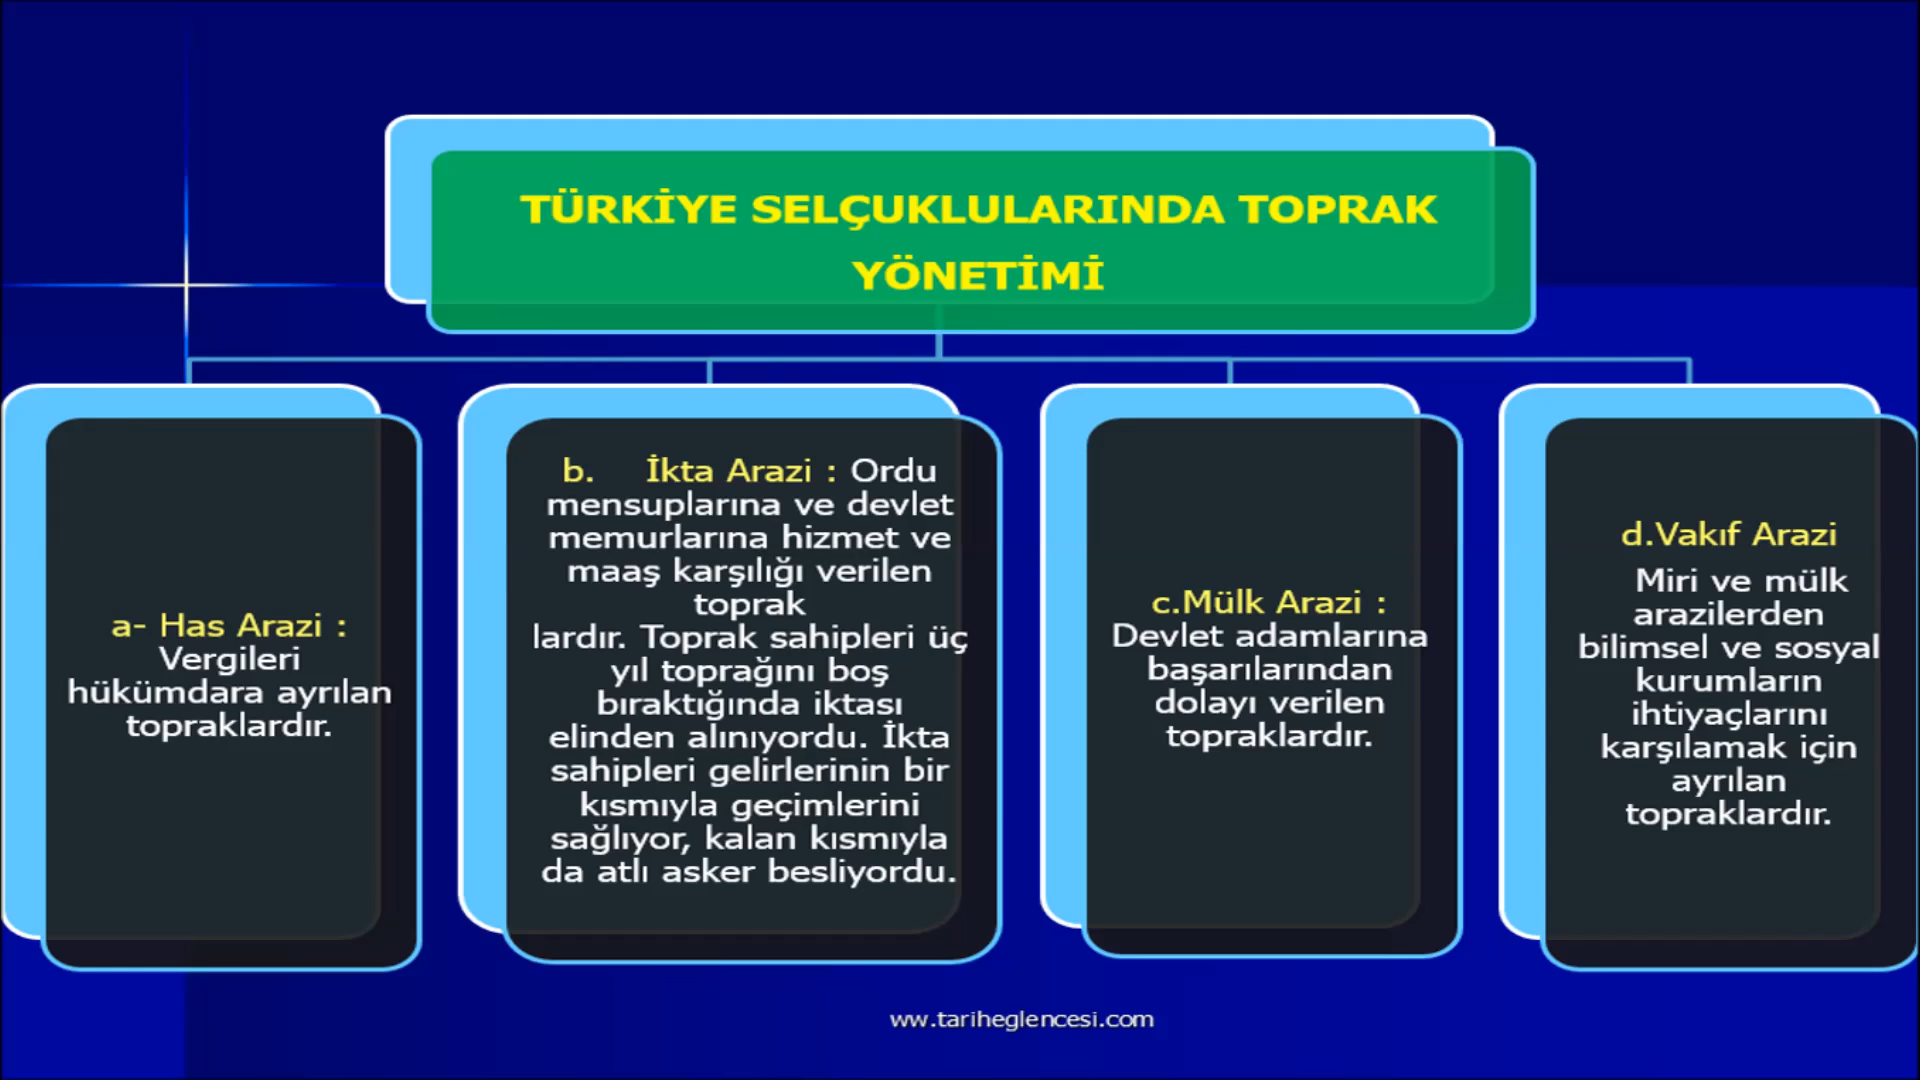 TÜRKİYE SELÇUKLULARINDA TOPRAK
YÖNETİMİ
a- Has Arazi :
Vergileri
hükümdara ayrılan
topraklardır.
b. İkta Arazi : Ordu
mensuplarına ve devlet
memurlarına hizmet ve
maaş karşılığı verilen
toprak
lardır. Toprak sahipleri üç
yıl toprağını boş
bıraktığında iktası
elinden alınıyordu. İkta
sahipleri gelirlerinin bir
kısmıyla geçimlerini
sağlıyor, kalan kısmıyla
da atlı asker besliyordu.
c.Mülk Arazi :
Devlet adamlarına
başarılarından
dolayı verilen
topraklardır.
d.Vakıf Arazi
Miri ve mülk
arazilerden
bilimsel ve sosyal
kurumların
ihtiyaçlarını
karşılamak için
ayrılan
topraklardır.
ww.tariheglencesi.com